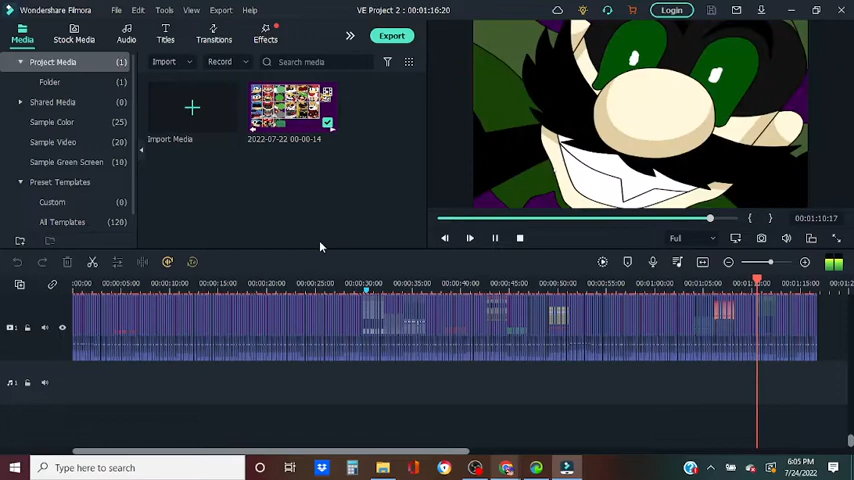 Wondershare Filmora File Edit Tools View Export Help VE Project 2 : 00:01:16:20 Login
Media Stock Media Audio Titles Transitions Effects Export
Project Media (1) Import Record Search media
Folder (1)
Shared Media (0)
Sample Color (25)
Import Media 2022-07-22 00-00-14
Sample Video (20)
Sample Green Screen (10)
Preset Templates
Custom (0)
All Templates (120)
00:01:10:17
Full
00:00:05:00 00:00:10:00 00:00:15:00 00:00:20:00 00:00:25:00 00:00:30:00 00:00:35:00 00:00:40:00 00:00:45:00 00:00:50:00 00:00:55:00 00:01:00:00 00:01:05:00 00:01:15:00
1
1
Type here to search
6:05 PM
7/24/2022